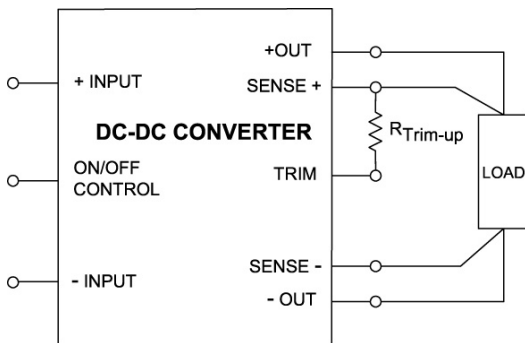 +OUT
+ INPUT
SENSE +
DC-DC CONVERTER
RTrim-up
ON/OFF
CONTROL
TRIM
LOAD
SENSE -
- INPUT
- OUT